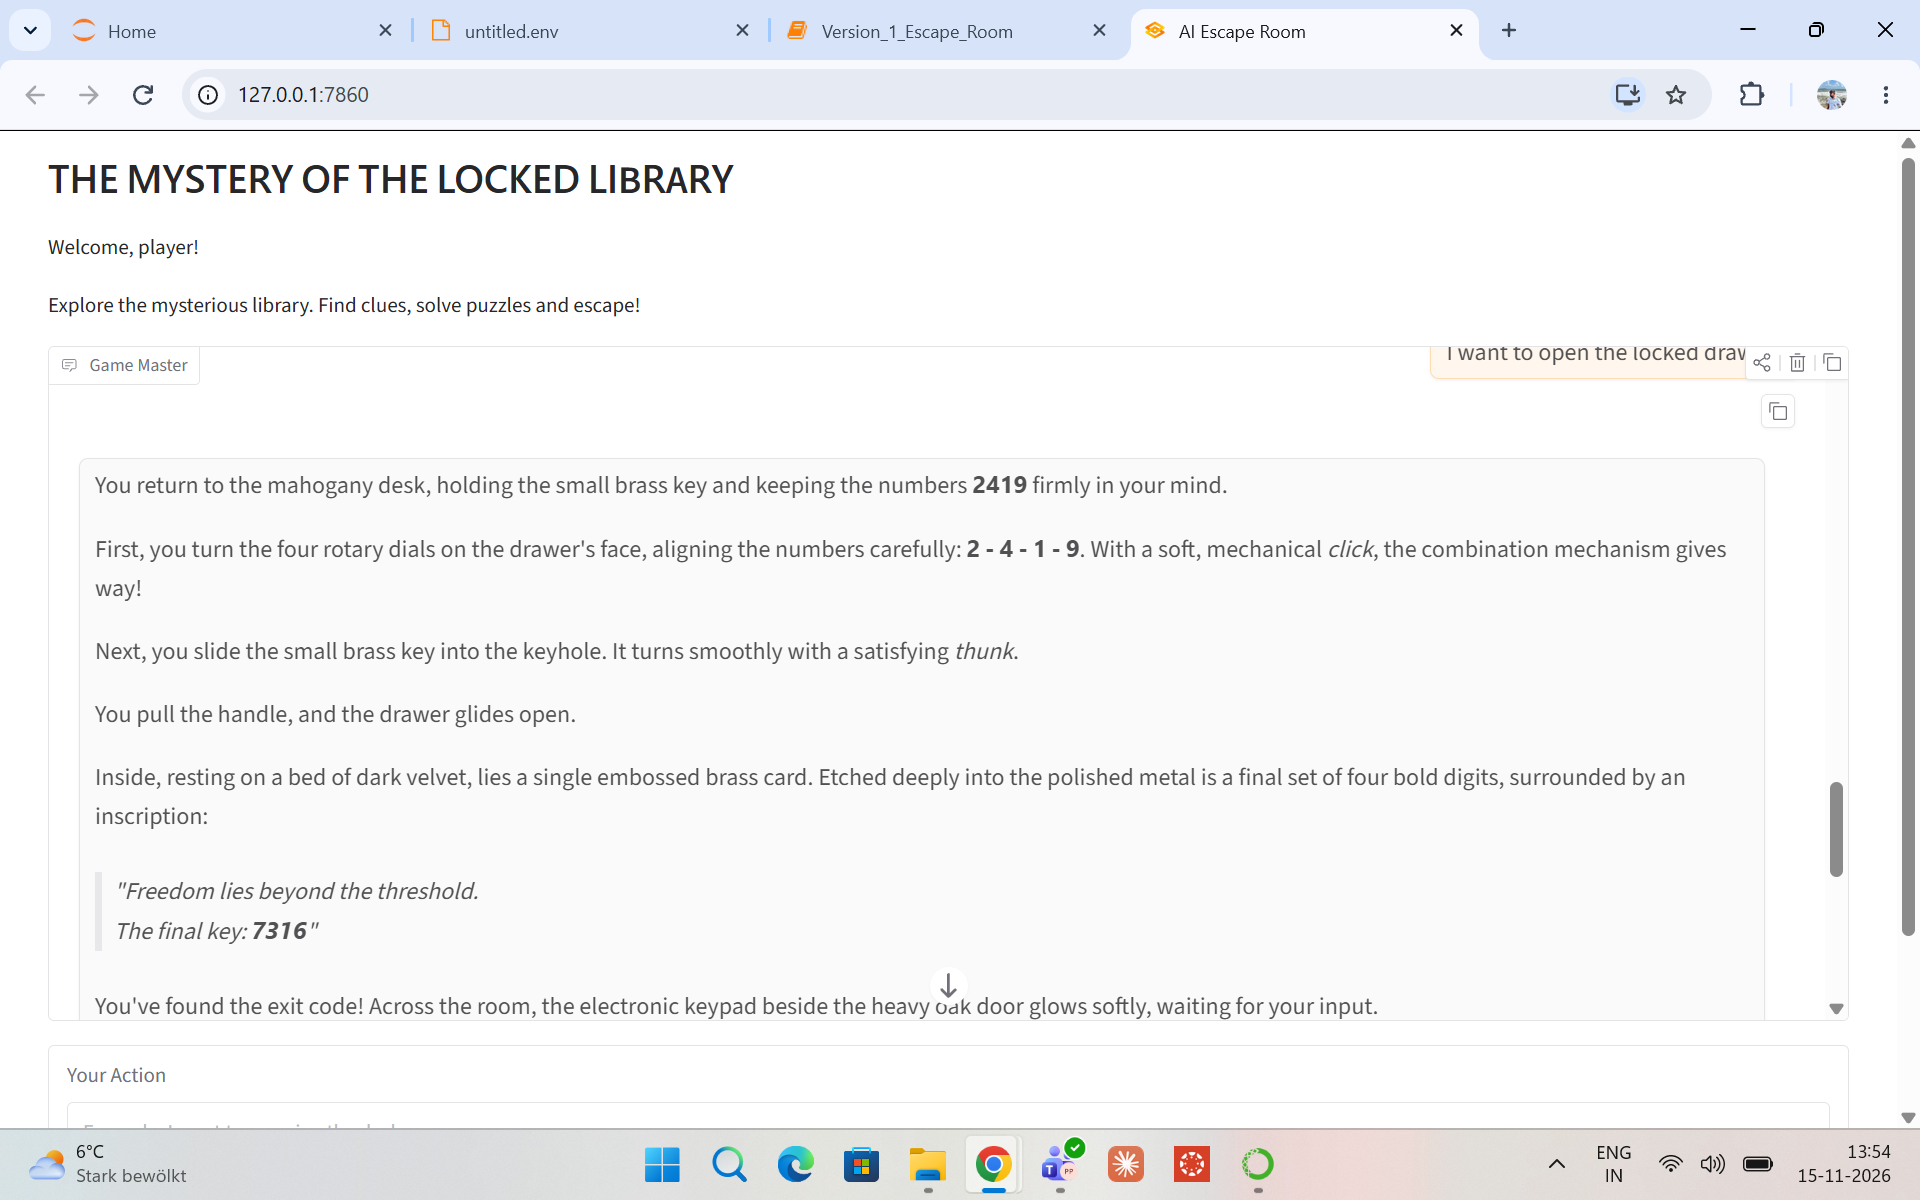 Home
untitled.env
Version_1_Escape_Room
AI Escape Room
127.0.0.1:7860
THE MYSTERY OF THE LOCKED LIBRARY
Welcome, player!
Explore the mysterious library. Find clues, solve puzzles and escape!
Game Master
I want to open the locked
You return to the mahogany desk, holding the small brass key and keeping the numbers 2419 firmly in your mind.
First, you turn the four rotary dials on the drawer's face, aligning the numbers carefully: 2 - 4 - 1 - 9. With a soft, mechanical click, the combination mechanism gives
way!
Next, you slide the small brass key into the keyhole. It turns smoothly with a satisfying thunk.
You pull the handle, and the drawer glides open.
Inside, resting on a bed of dark velvet, lies a single embossed brass card. Etched deeply into the polished metal is a final set of four bold digits, surrounded by an
inscription:
"Freedom lies beyond the threshold.
The final key: 7316"
You've found the exit code! Across the room, the electronic keypad beside the heavy oak door glows softly, waiting for your input.
Your Action
6°C
Stark bewölkt
T
PP
ENG
IN
13:54
15-11-2026